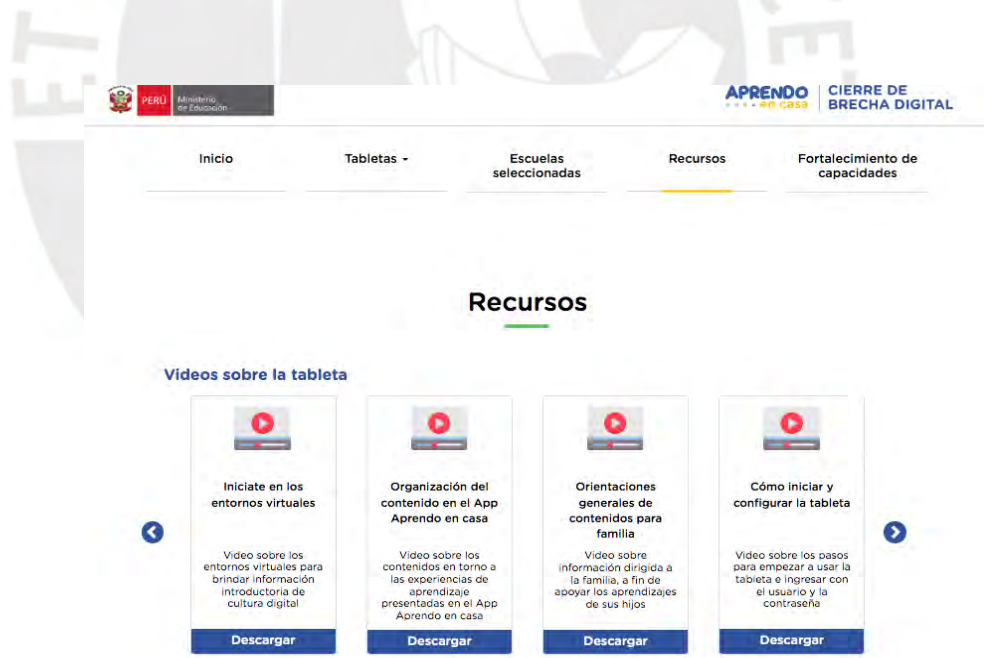 PERÚ
Ministerio
de Educación
APRENDO
en casa
CIERRE DE
BRECHA DIGITAL
Inicio
Tabletas
Escuelas
seleccionadas
Recursos
Fortalecimiento de
capacidades
Recursos
Videos sobre la tableta
Iniciate en los
entornos virtuales
Video sobre los
entornos virtuales para
brindar información
introductoria de
cultura digital
Descargar
Organización del
contenido en el App
Aprendo en casa
Video sobre los
contenidos en torno a
las experiencias de
aprendizaje
presentadas en el App
Aprendo en casa
Descargar
Orientaciones
generales de
contenidos para
familia
Video sobre
información dirigida a
la familia, a fin de
apoyar los aprendizajes
de sus hijos
Descargar
Cómo iniciar y
configurar la tableta
Video sobre los pasos
para empezar a usar la
tableta e ingresar con
el usuario y la
contraseña
Descargar